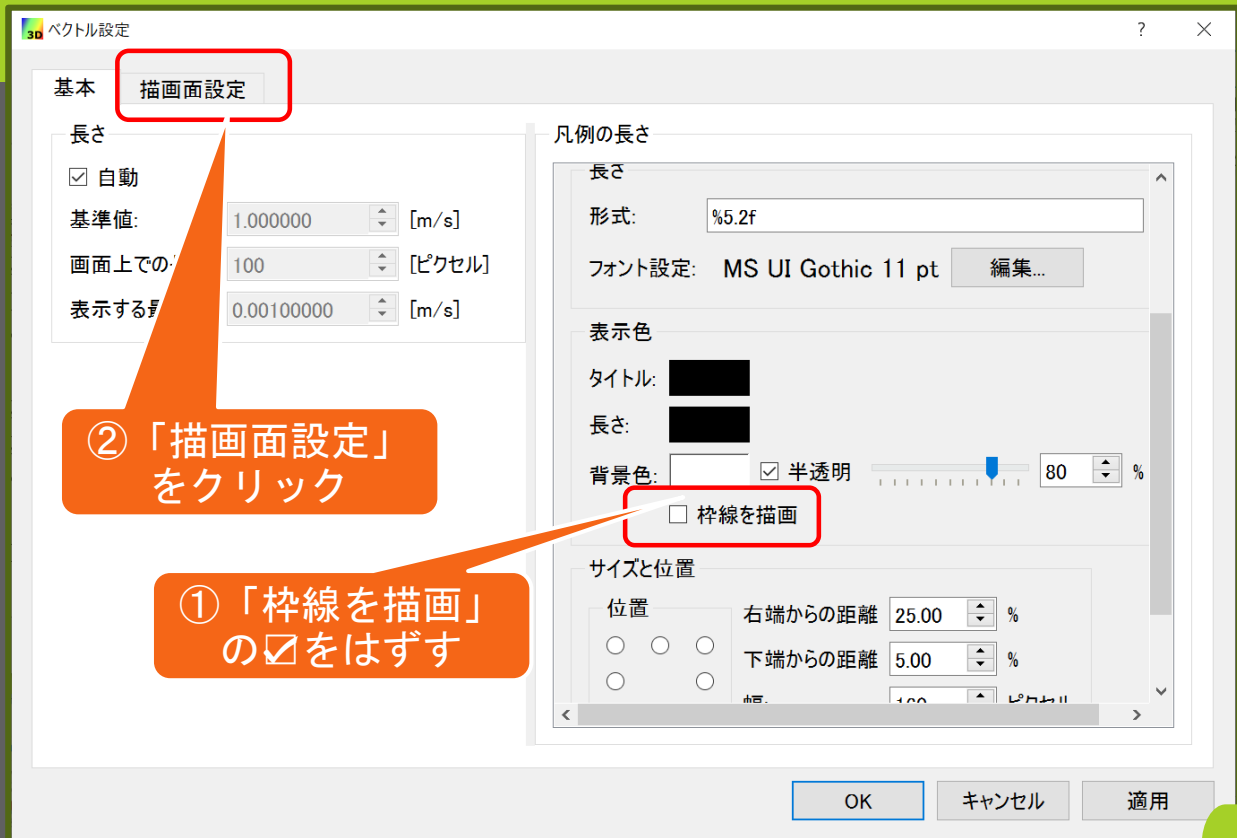 3D ベクトル設定 ?
基本 描画面設定
長さ
自動
基準値: 1.000000 [m/s]
画面上での 100 [ピクセル]
表示する 0.00100000 [m/s]
凡例の長さ
長さ
形式: %5.2f
フォント設定: MS UI Gothic 11 pt 編集...
表示色
タイトル:
長さ:
背景色: 半透明 80 %
枠線を描画
サイズと位置
位置
右端からの距離 25.00 %
下端からの距離 5.00 %
②「描画面設定」
をクリック
①「枠線を描画」
の☑をはずす
OK キャンセル 適用